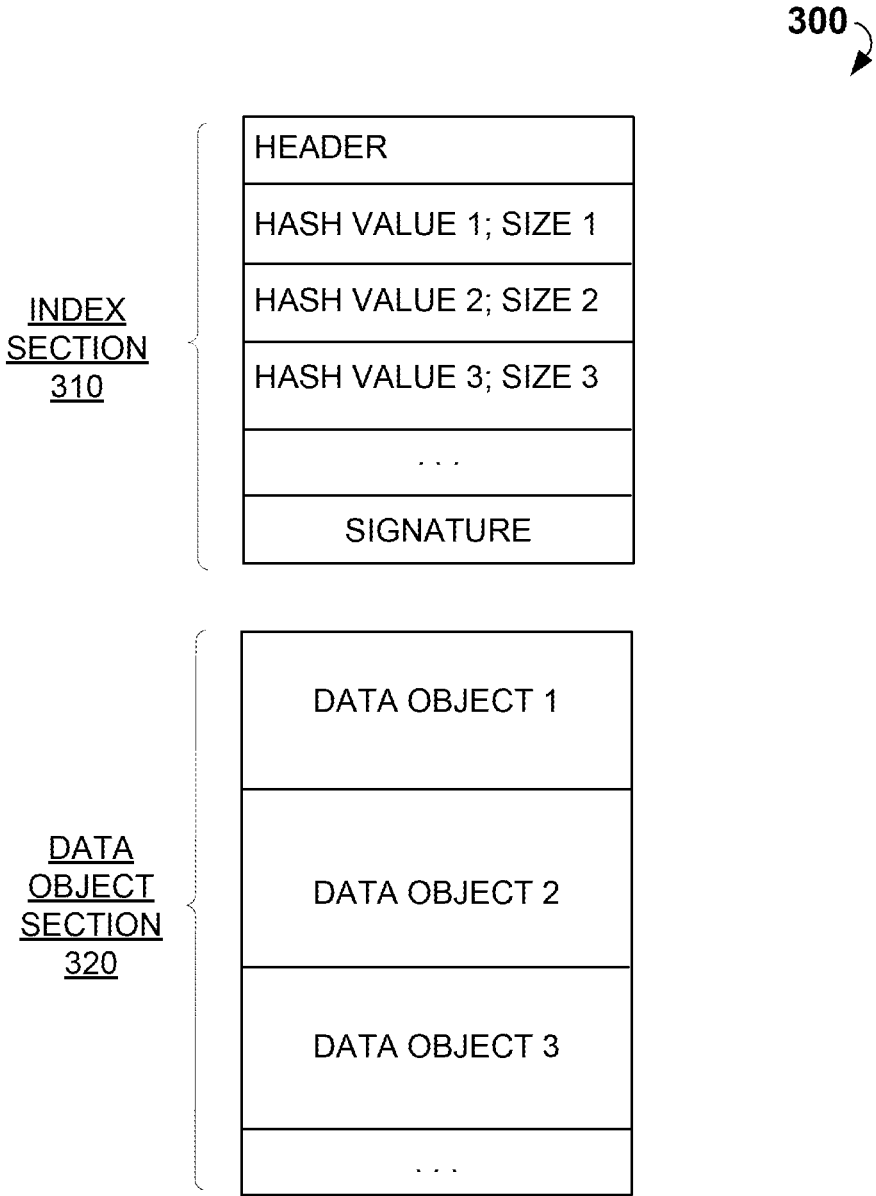 300
HEADER
HASH VALUE 1; SIZE 1
HASH VALUE 2; SIZE 2
HASH VALUE 3; SIZE 3
. . .
SIGNATURE
INDEX
SECTION
310
DATA OBJECT 1
DATA OBJECT 2
DATA OBJECT 3
. . .
DATA
OBJECT
SECTION
320